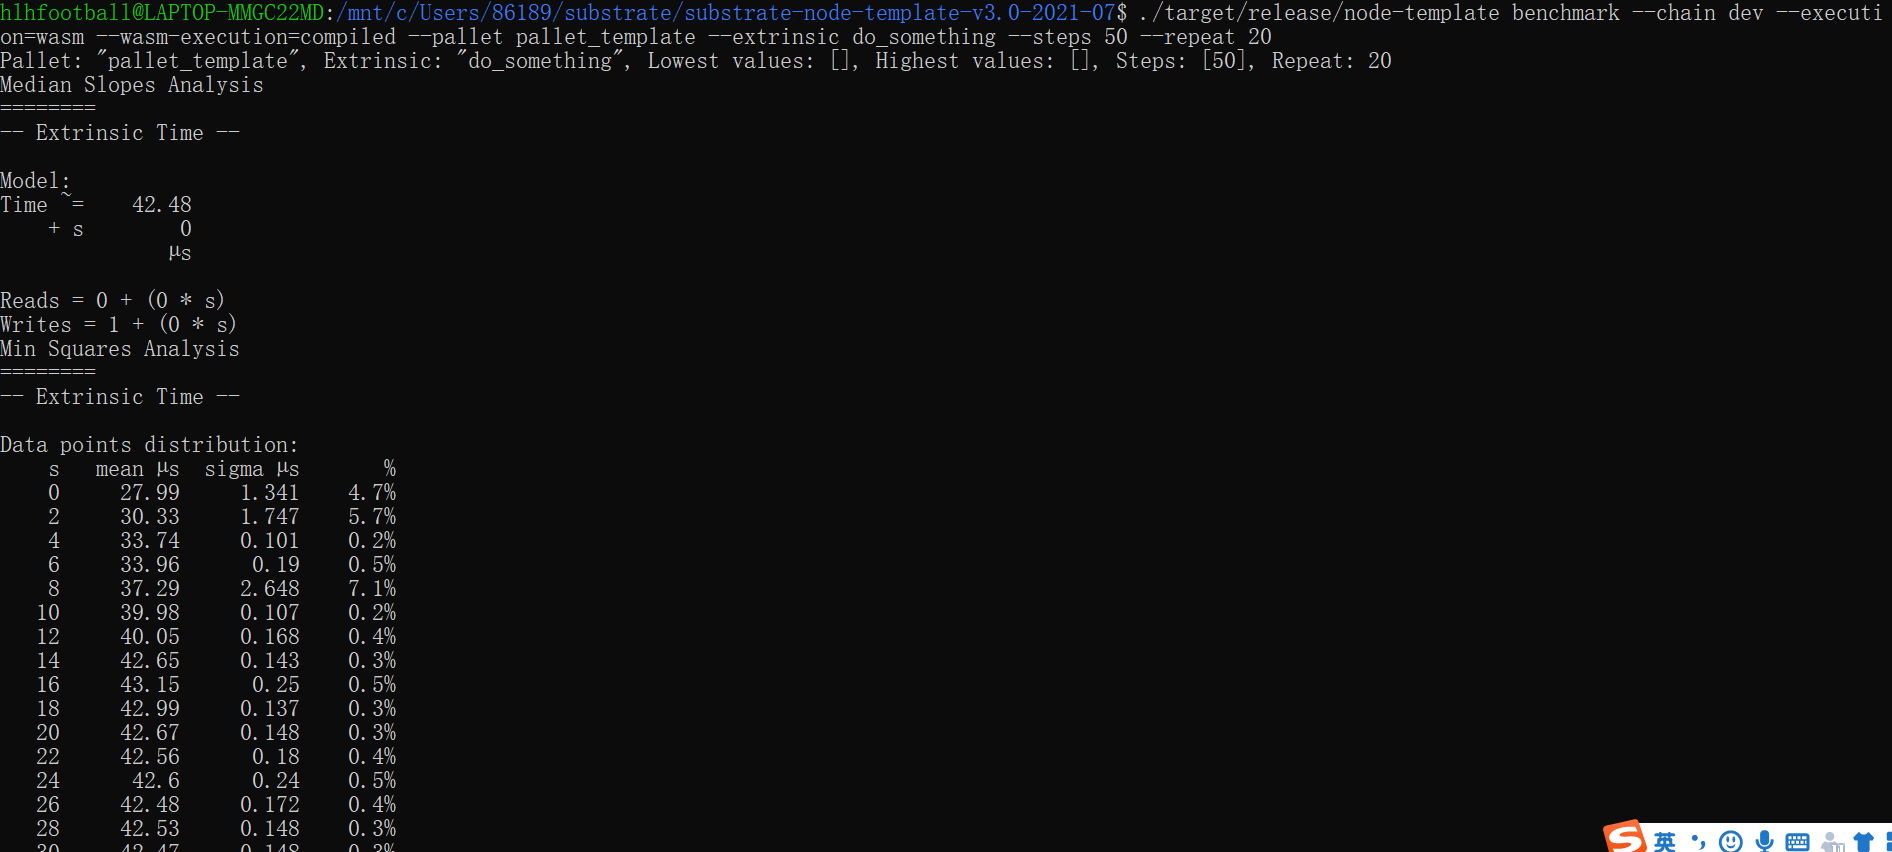 hlhfootball@LAPTOP-MMGC22MD:/mnt/c/Users/86189/substrate/substrate-node-template-v3.0-2021-07$ ./target/release/node-template benchmark --chain dev --executi
on=wasm --wasm-execution=compiled --pallet pallet_template --extrinsic do_something --steps 50 --repeat 20
Pallet: "pallet_template", Extrinsic: "do_something", Lowest values: [], Highest values: [], Steps: [50], Repeat: 20
Median Slopes Analysis
========
-- Extrinsic Time --
Model:
Time ~=    42.48
    + s        0
              µs
Reads = 0 + (0 * s)
Writes = 1 + (0 * s)
Min Squares Analysis
========
-- Extrinsic Time --
Data points distribution:
    s   mean µs  sigma µs       %
    0     27.99     1.341    4.7%
    2     30.33     1.747    5.7%
    4     33.74     0.101    0.2%
    6     33.96      0.19    0.5%
    8     37.29     2.648    7.1%
   10     39.98     0.107    0.2%
   12     40.05     0.168    0.4%
   14     42.65     0.143    0.3%
   16     43.15      0.25    0.5%
   18     42.99     0.137    0.3%
   20     42.67     0.148    0.3%
   22     42.56      0.18    0.4%
   24      42.6      0.24    0.5%
   26     42.48     0.172    0.4%
   28     42.53     0.148    0.3%
   30     42.47     0.148    0.3%
英